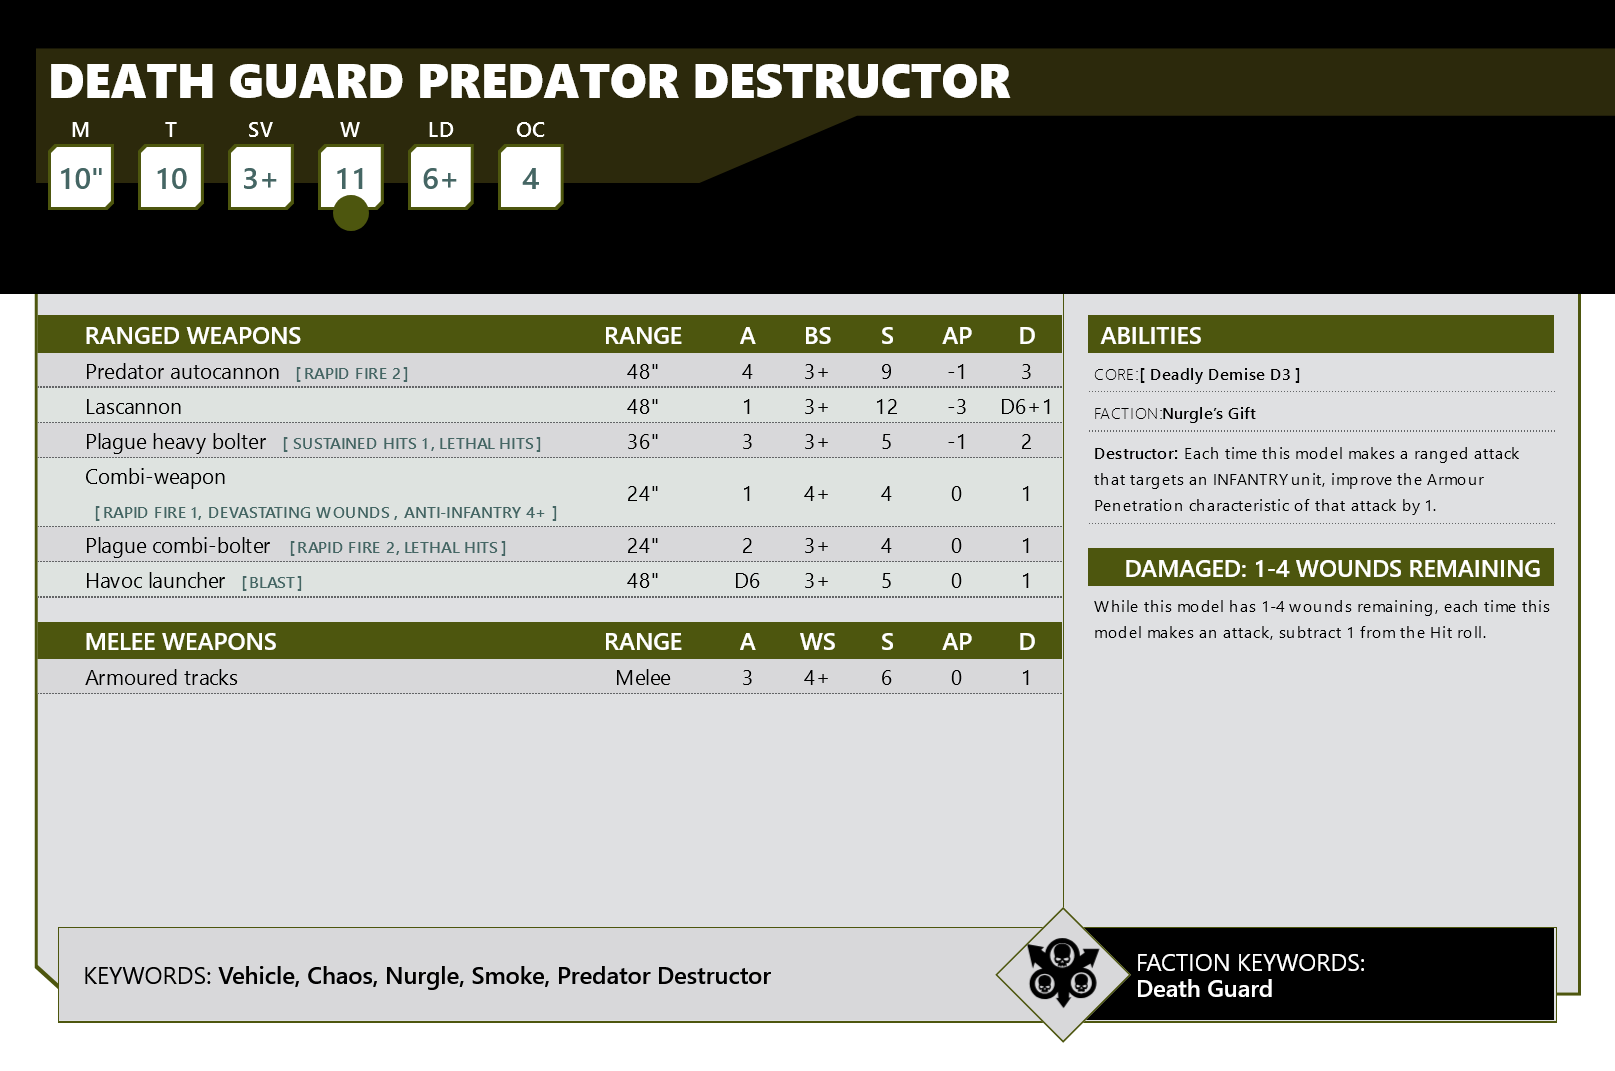 DEATH GUARD PREDATOR DESTRUCTOR
M T SV W LD OC
10" 10 3+ 11 6+ 4
RANGED WEAPONS RANGE A BS S AP D
Predator autocannon [RAPID FIRE 2] 48" 4 3+ 9 -1 3
Lascannon 48" 1 3+ 12 -3 D6+1
Plague heavy bolter [SUSTAINED HITS 1, LETHAL HITS] 36" 3 3+ 5 -1 2
Combi-weapon
[RAPID FIRE 1, DEVASTATING WOUNDS, ANTI-INFANTRY 4+] 24" 1 4+ 4 0 1
Plague combi-bolter [RAPID FIRE 2, LETHAL HITS] 24" 2 3+ 4 0 1
Havoc launcher [BLAST] 48" D6 3+ 5 0 1
MELEE WEAPONS RANGE A WS S AP D
Armoured tracks Melee 3 4+ 6 0 1
ABILITIES
CORE:[ Deadly Demise D3 ]
FACTION:Nurgle’s Gift
Destructor: Each time this model makes a ranged attack
that targets an INFANTRY unit, improve the Armour
Penetration characteristic of that attack by 1.
DAMAGED: 1-4 WOUNDS REMAINING
While this model has 1-4 wounds remaining, each time this
model makes an attack, subtract 1 from the Hit roll.
KEYWORDS: Vehicle, Chaos, Nurgle, Smoke, Predator Destructor
FACTION KEYWORDS:
Death Guard